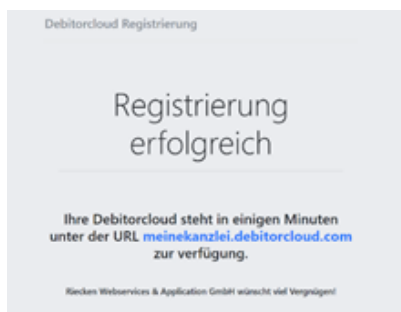 Debitorcloud Registrierung
Registrierung
erfolgreich
Ihre Debitorcloud steht in einigen Minuten
unter der URL meinekanzlei.debitorcloud.com
zur verfügung.
Riecken Webservices & Application GmbH wünscht viel Vergnügen!